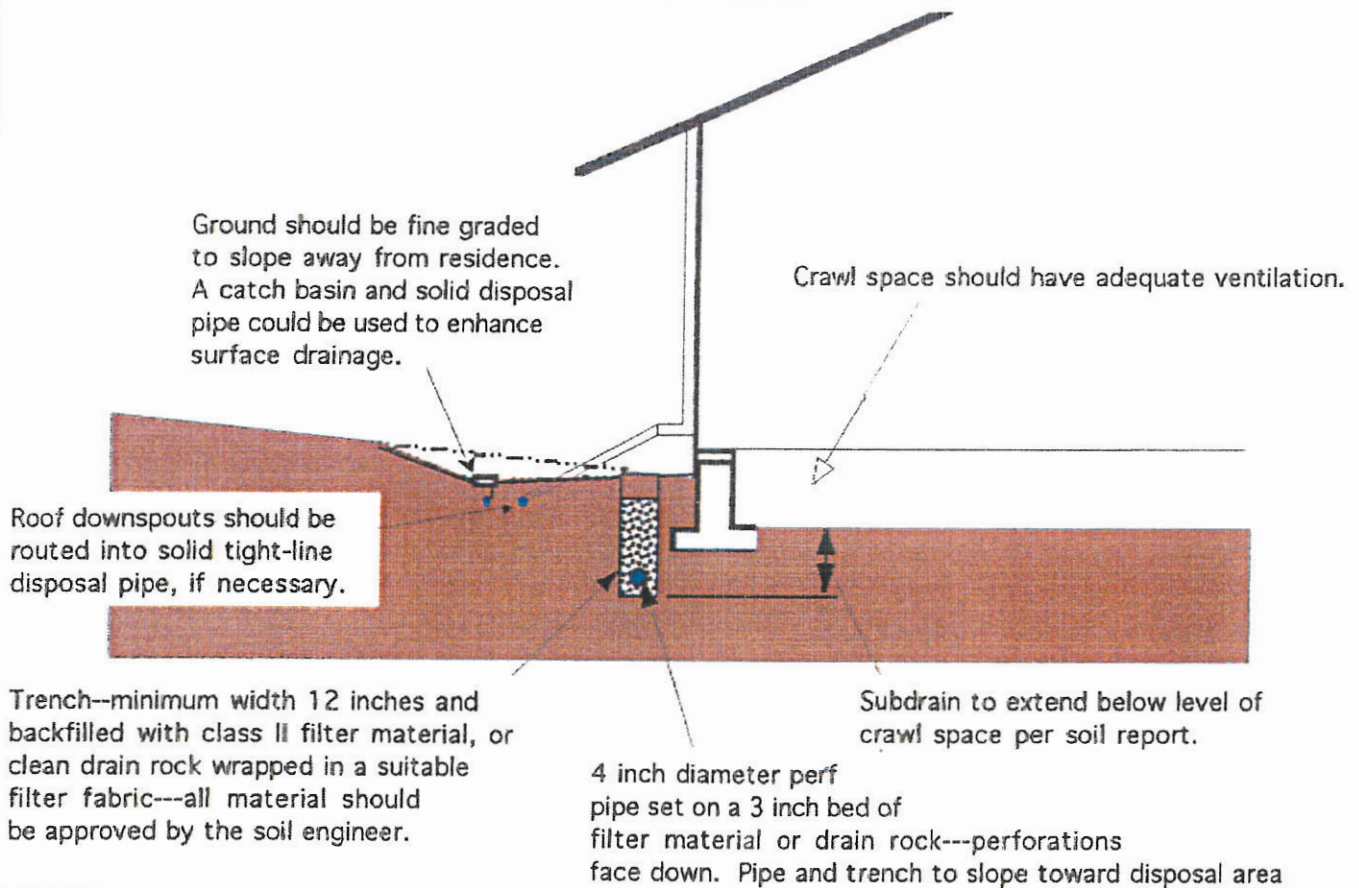 Ground should be fine graded
to slope away from residence.
A catch basin and solid disposal
pipe could be used to enhance
surface drainage.
Crawl space should have adequate ventilation.
Roof downspouts should be
routed into solid tight-line
disposal pipe, if necessary.
Trench--minimum width 12 inches and
backfilled with class II filter material, or
clean drain rock wrapped in a suitable
filter fabric---all material should
be approved by the soil engineer.
4 inch diameter perf
pipe set on a 3 inch bed of
filter material or drain rock---perforations
face down. Pipe and trench to slope toward disposal area
Subdrain to extend below level of
crawl space per soil report.